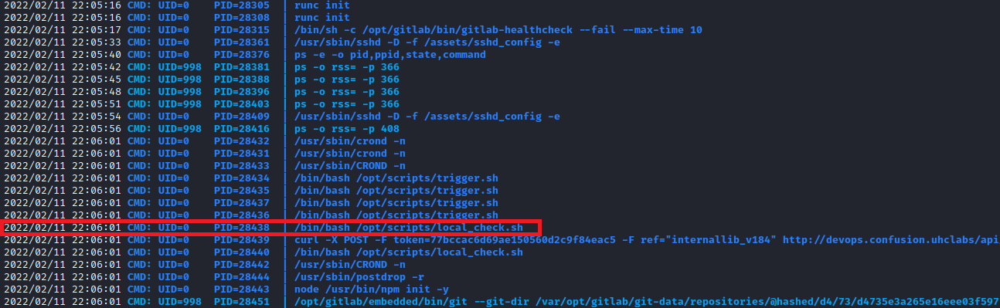 2022/02/11 22:05:16 CMD: UID=0 PID=28305 | runc init
2022/02/11 22:05:16 CMD: UID=0 PID=28308 | runc init
2022/02/11 22:05:17 CMD: UID=0 PID=28315 | /bin/sh -c /opt/gitlab/bin/gitlab-healthcheck --fail --max-time 10
2022/02/11 22:05:33 CMD: UID=0 PID=28361 | /usr/sbin/sshd -D -f /assets/sshd_config -e
2022/02/11 22:05:40 CMD: UID=0 PID=28376 | ps -e -o pid,ppid,state,command
2022/02/11 22:05:42 CMD: UID=998 PID=28381 | ps -o rss= -p 366
2022/02/11 22:05:45 CMD: UID=998 PID=28388 | ps -o rss= -p 366
2022/02/11 22:05:48 CMD: UID=998 PID=28396 | ps -o rss= -p 366
2022/02/11 22:05:51 CMD: UID=998 PID=28403 | ps -o rss= -p 366
2022/02/11 22:05:54 CMD: UID=0 PID=28409 | /usr/sbin/sshd -D -f /assets/sshd_config -e
2022/02/11 22:05:56 CMD: UID=998 PID=28416 | ps -o rss= -p 408
2022/02/11 22:06:01 CMD: UID=0 PID=28432 | /usr/sbin/crond -n
2022/02/11 22:06:01 CMD: UID=0 PID=28431 | /usr/sbin/crond -n
2022/02/11 22:06:01 CMD: UID=0 PID=28433 | /usr/sbin/CROND -n
2022/02/11 22:06:01 CMD: UID=0 PID=28434 | /bin/bash /opt/scripts/trigger.sh
2022/02/11 22:06:01 CMD: UID=0 PID=28435 | /bin/bash /opt/scripts/trigger.sh
2022/02/11 22:06:01 CMD: UID=0 PID=28437 | /bin/bash /opt/scripts/trigger.sh
2022/02/11 22:06:01 CMD: UID=0 PID=28436 | /bin/bash /opt/scripts/trigger.sh
2022/02/11 22:06:01 CMD: UID=0 PID=28438 | /bin/bash /opt/scripts/local_check.sh
2022/02/11 22:06:01 CMD: UID=0 PID=28439 | curl -X POST -F token=77bccac6d69ae150560d2c9f84eac5 -F ref="internallib_v184" http://devops.confusion.uhclabs/api
2022/02/11 22:06:01 CMD: UID=0 PID=28440 | /bin/bash /opt/scripts/local_check.sh
2022/02/11 22:06:01 CMD: UID=0 PID=28442 | /usr/sbin/CROND -n
2022/02/11 22:06:01 CMD: UID=0 PID=28444 | /usr/sbin/postdrop -r
2022/02/11 22:06:01 CMD: UID=0 PID=28443 | node /usr/bin/npm init -y
2022/02/11 22:06:01 CMD: UID=998 PID=28451 | /opt/gitlab/embedded/bin/git --git-dir /var/opt/gitlab/git-data/repositories/@hashed/d4/73/d4735e3a265e16eee03f597